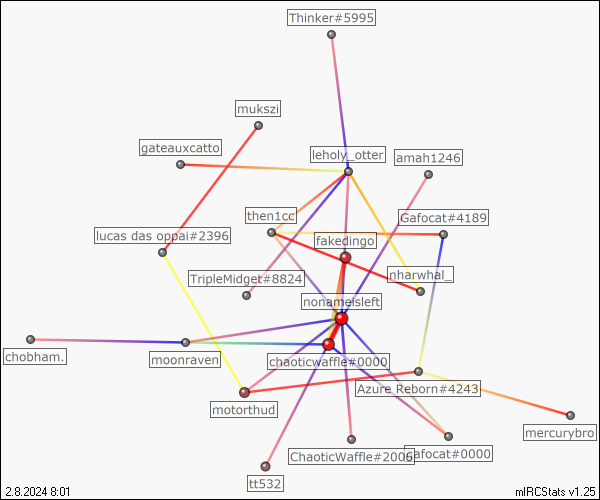 Thinker#5995
mukszi
gateauxcatto
leholy_otter
amah1246
then1cc
Gafocat#4189
lucas das oppai#2396
fakedingo
TripleMidget#8824
nharwhal_
nonameisleft
chobham.
moonraven
chaoticwaffle#0000
Azure Reborn#4243
motorthud
mercurybro
ChaoticWaffle#2006
Gafocat#0000
tt532
2.8.2024 8:01
mIRCStats v1.25